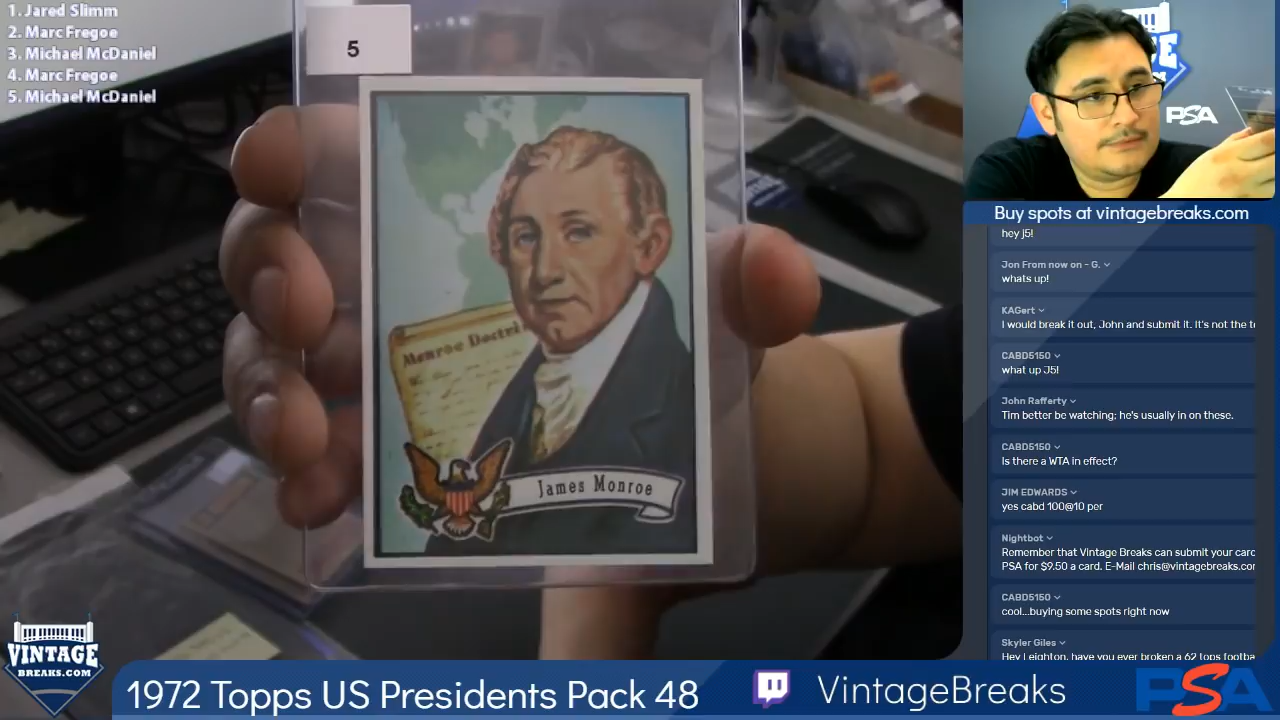 1. Jared Slimm
2. Marc Fregoe
3. Michael McDaniel
4. Marc Fregoe
5. Michael McDaniel
5
Monroe Doctri
James Monroe
VINTAGE
BREAKS.COM
1972 Topps US Presidents Pack 48
VintageBreaks
PSA
PSA
Buy spots at vintagebreaks.com
hey j5!
Jon From now on - G.
whats up!
KAGert
I would break it out, John and submit it. It's not the t
CABD5150
what up J5!
John Rafferty
Tim better be watching; he's usually in on these.
CABD5150
Is there a WTA in effect?
JIM EDWARDS
yes cabd 100@10 per
Nightbot
Remember that Vintage Breaks can submit your card
PSA for $9.50 a card. E-Mail chris@vintagebreaks.com
CABD5150
cool...buying some spots right now
Skyler Giles
Hey Leighton, have you ever broken a 62 tops footba